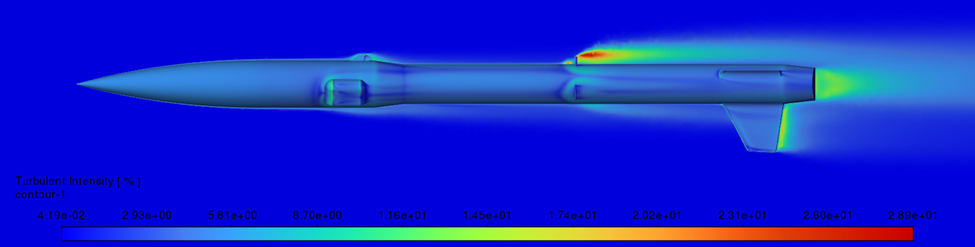 Turbulent Intensity [ % ]
contour-1
4.19e-02 2.93e+00 5.81e+00 8.70e+00 1.16e+01 1.45e+01 1.74e+01 2.02e+01 2.31e+01 2.60e+01 2.89e+01